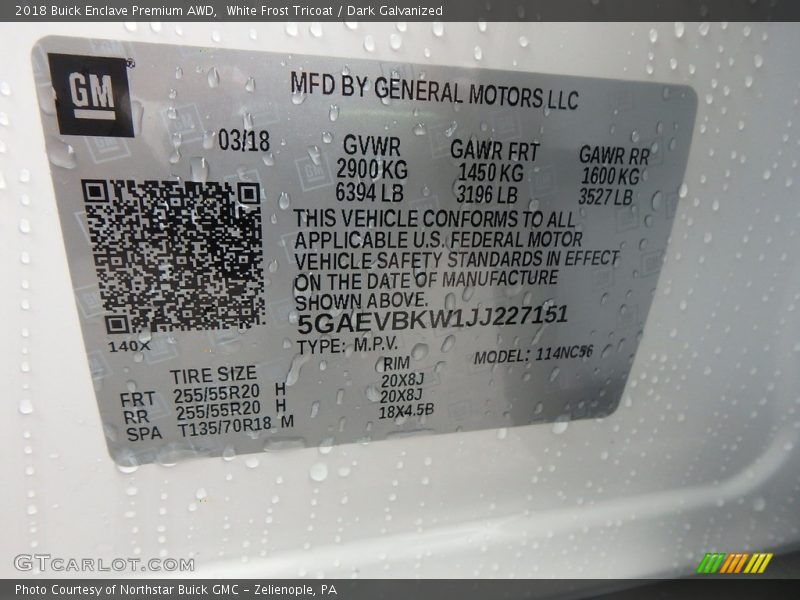 2018 Buick Enclave Premium AWD,  White Frost Tricoat / Dark Galvanized
GM
MFD BY GENERAL MOTORS LLC
03/18
GVWR GAWR FRT GAWR RR
2900 KG 1450 KG 1600 KG
6394 LB 3196 LB 3527 LB
THIS VEHICLE CONFORMS TO ALL
APPLICABLE U.S. FEDERAL MOTOR
VEHICLE SAFETY STANDARDS IN EFFECT
ON THE DATE OF MANUFACTURE
SHOWN ABOVE.
5GAEVBKW1JJ227151
140X
TYPE: M.P.V. MODEL: 114NC56
TIRE SIZE RIM
FRT 255/55R20 H 20X8J
RR 255/55R20 H 20X8J
SPA T135/70R18 M 18X4.5B
GTCARLOT.COM
Photo Courtesy of Northstar Buick GMC – Zelienople, PA